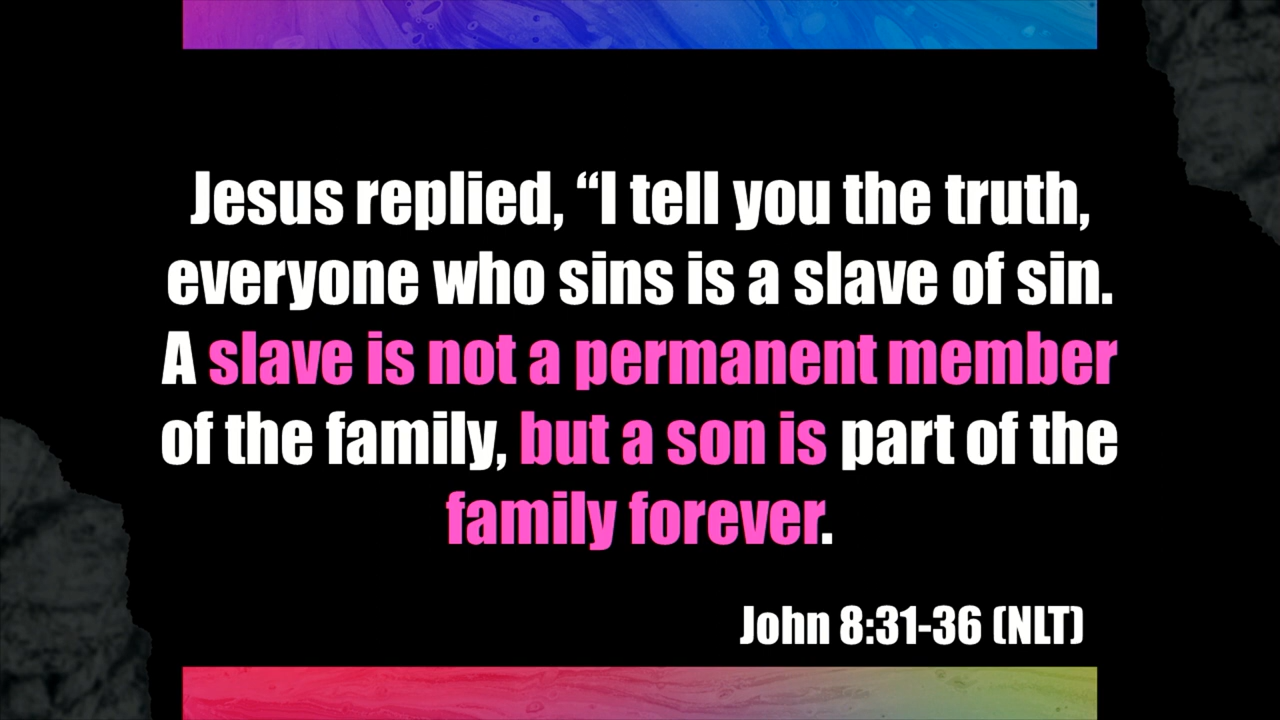 Jesus replied, “I tell you the truth,
everyone who sins is a slave of sin.
A slave is not a permanent member
of the family, but a son is part of the
family forever.
John 8:31-36 (NLT)